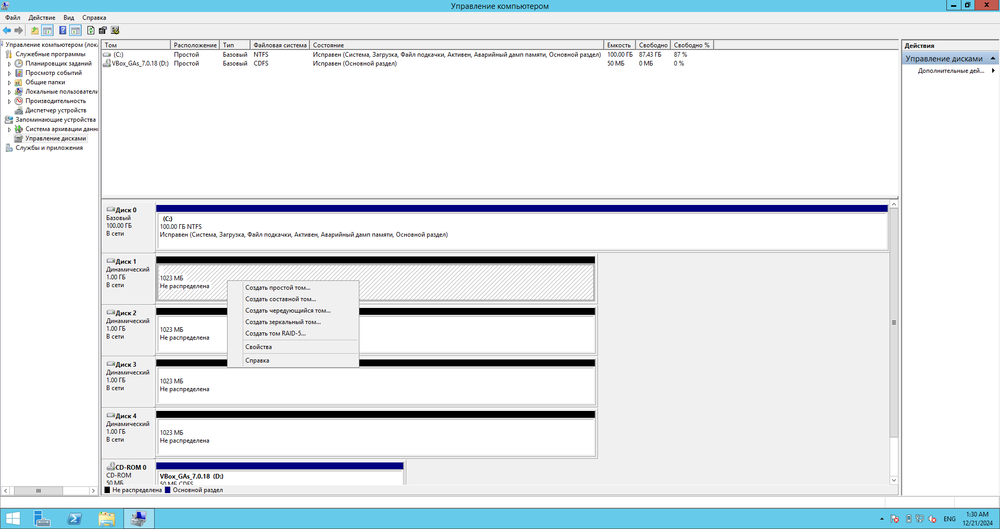 Управление компьютером
Файл Действие Вид Справка
Управление компьютером (лока
Служебные программы
Планировщик заданий
Просмотр событий
Общие папки
Локальные пользователи
Производительность
Диспетчер устройств
Запоминающие устройства
Система архивации данн
Управление дисками
Службы и приложения
Том Расположение Тип Файловая система Состояние Емкость Свободно Свободно %
(C:) Простой Базовый NTFS Исправен (Система, Загрузка, Файл подкачки, Активен, Аварийный дамп памяти, Основной раздел) 100.00 ГБ 87.43 ГБ 87 %
VBox_GAs_7.0.18 (D:) Простой Базовый CDFS Исправен (Основной раздел) 50 МБ 0 МБ 0 %
Диск 0
Базовый
100.00 ГБ
В сети
(C:)
100.00 ГБ NTFS
Исправен (Система, Загрузка, Файл подкачки, Активен, Аварийный дамп памяти, Основной раздел)
Диск 1
Динамический
1.00 ГБ
В сети
1023 МБ
Не распределена
Создать простой том...
Создать составной том...
Создать чередующийся том...
Создать зеркальный том...
Создать том RAID-5...
Свойства
Справка
Диск 2
Динамический
1.00 ГБ
В сети
1023 МБ
Не распределена
Диск 3
Динамический
1.00 ГБ
В сети
1023 МБ
Не распределена
Диск 4
Динамический
1.00 ГБ
В сети
1023 МБ
Не распределена
CD-ROM 0
CD-ROM
50 МБ
VBox_GAs_7.0.18 (D:)
50 МБ CDFS
Не распределена Основной раздел
Действия
Управление дисками
Дополнительные дей...
ENG
1:30 AM
12/21/2024